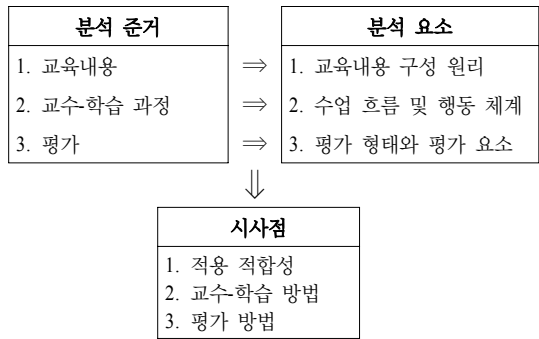 분석 준거
분석 요소
1. 교육내용 ⇒ 1. 교육내용 구성 원리
2. 교수-학습 과정 ⇒ 2. 수업 흐름 및 행동 체계
3. 평가 ⇒ 3. 평가 형태와 평가 요소
⇓
시사점
1. 적용 적합성
2. 교수-학습 방법
3. 평가 방법